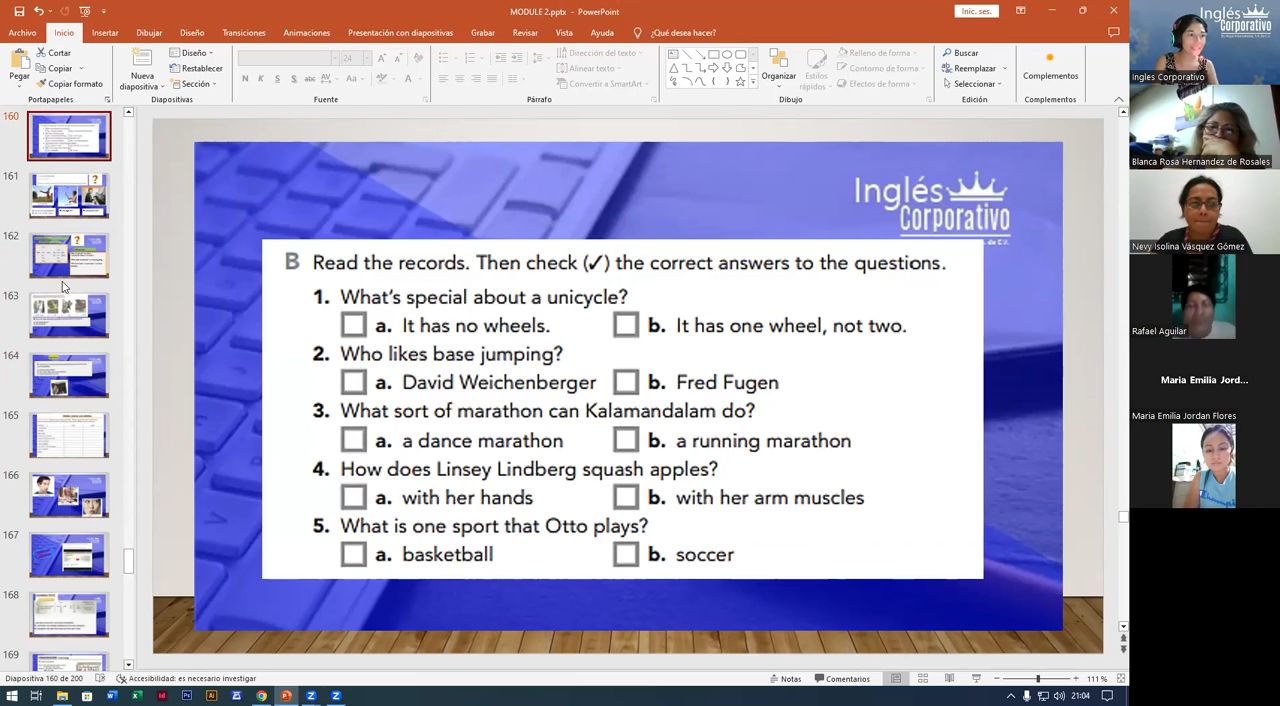 MODULE 2.pptx - PowerPoint
Inic. ses.
Archivo Inicio Insertar Dibujar Diseño Transiciones Animaciones Presentación con diapositivas Grabar Revisar Vista Ayuda ¿Qué desea hacer?
Pegar
Cortar
Copiar
Copiar formato
Portapapeles
Nueva diapositiva
Diseño
Restablecer
Sección
Diapositivas
24
N K S S abc AV Aa A
Fuente
Párrafo
Dirección del texto
Alinear texto
Convertir a SmartArt
Organizar
Estilos rápidos
Relleno de forma
Contorno de forma
Efectos de forma
Dibujo
Buscar
Reemplazar
Seleccionar
Edición
Complementos
Complementos
160
161
162
163
164
165
166
167
168
169
Inglés
Corporativo
B Read the records. Then check (✓) the correct answers to the questions.
1. What's special about a unicycle?
a. It has no wheels. b. It has one wheel, not two.
2. Who likes base jumping?
a. David Weichenberger b. Fred Fugen
3. What sort of marathon can Kalamandalam do?
a. a dance marathon b. a running marathon
4. How does Linsey Lindberg squash apples?
a. with her hands b. with her arm muscles
5. What is one sport that Otto plays?
a. basketball b. soccer
Inglés
Corporativo
Ingles Corporativo
Blanca Rosa Hernandez de Rosales
Nevy Isolina Vásquez Gómez
Rafael Aguilar
Maria Emilia Jord...
Maria Emilia Jordan Flores
Diapositiva 160 de 200
Accesibilidad: es necesario investigar
Notas
Comentarios
111 %
21:04